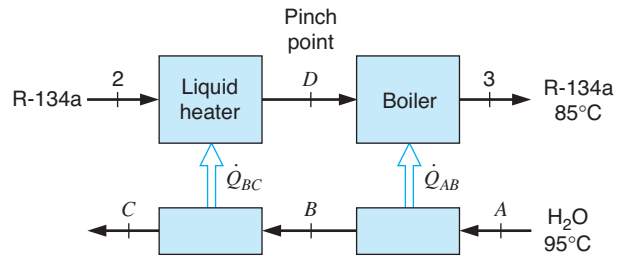 Pinch
point
2
D
3
R-134a
Liquid
heater
Boiler
R-134a
85°C
Q̇BC
Q̇AB
C
B
A
H₂O
95°C